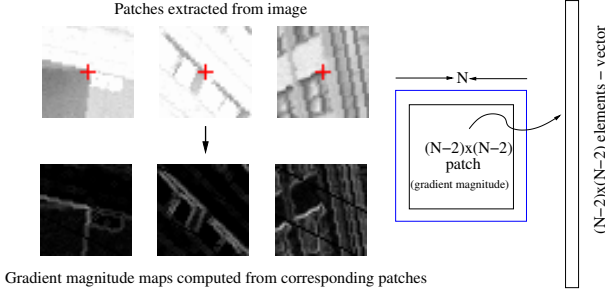 Patches extracted from image
N
(N−2)x(N−2)
patch
(gradient magnitude)
(N−2)x(N−2) elements − vector
Gradient magnitude maps computed from corresponding patches